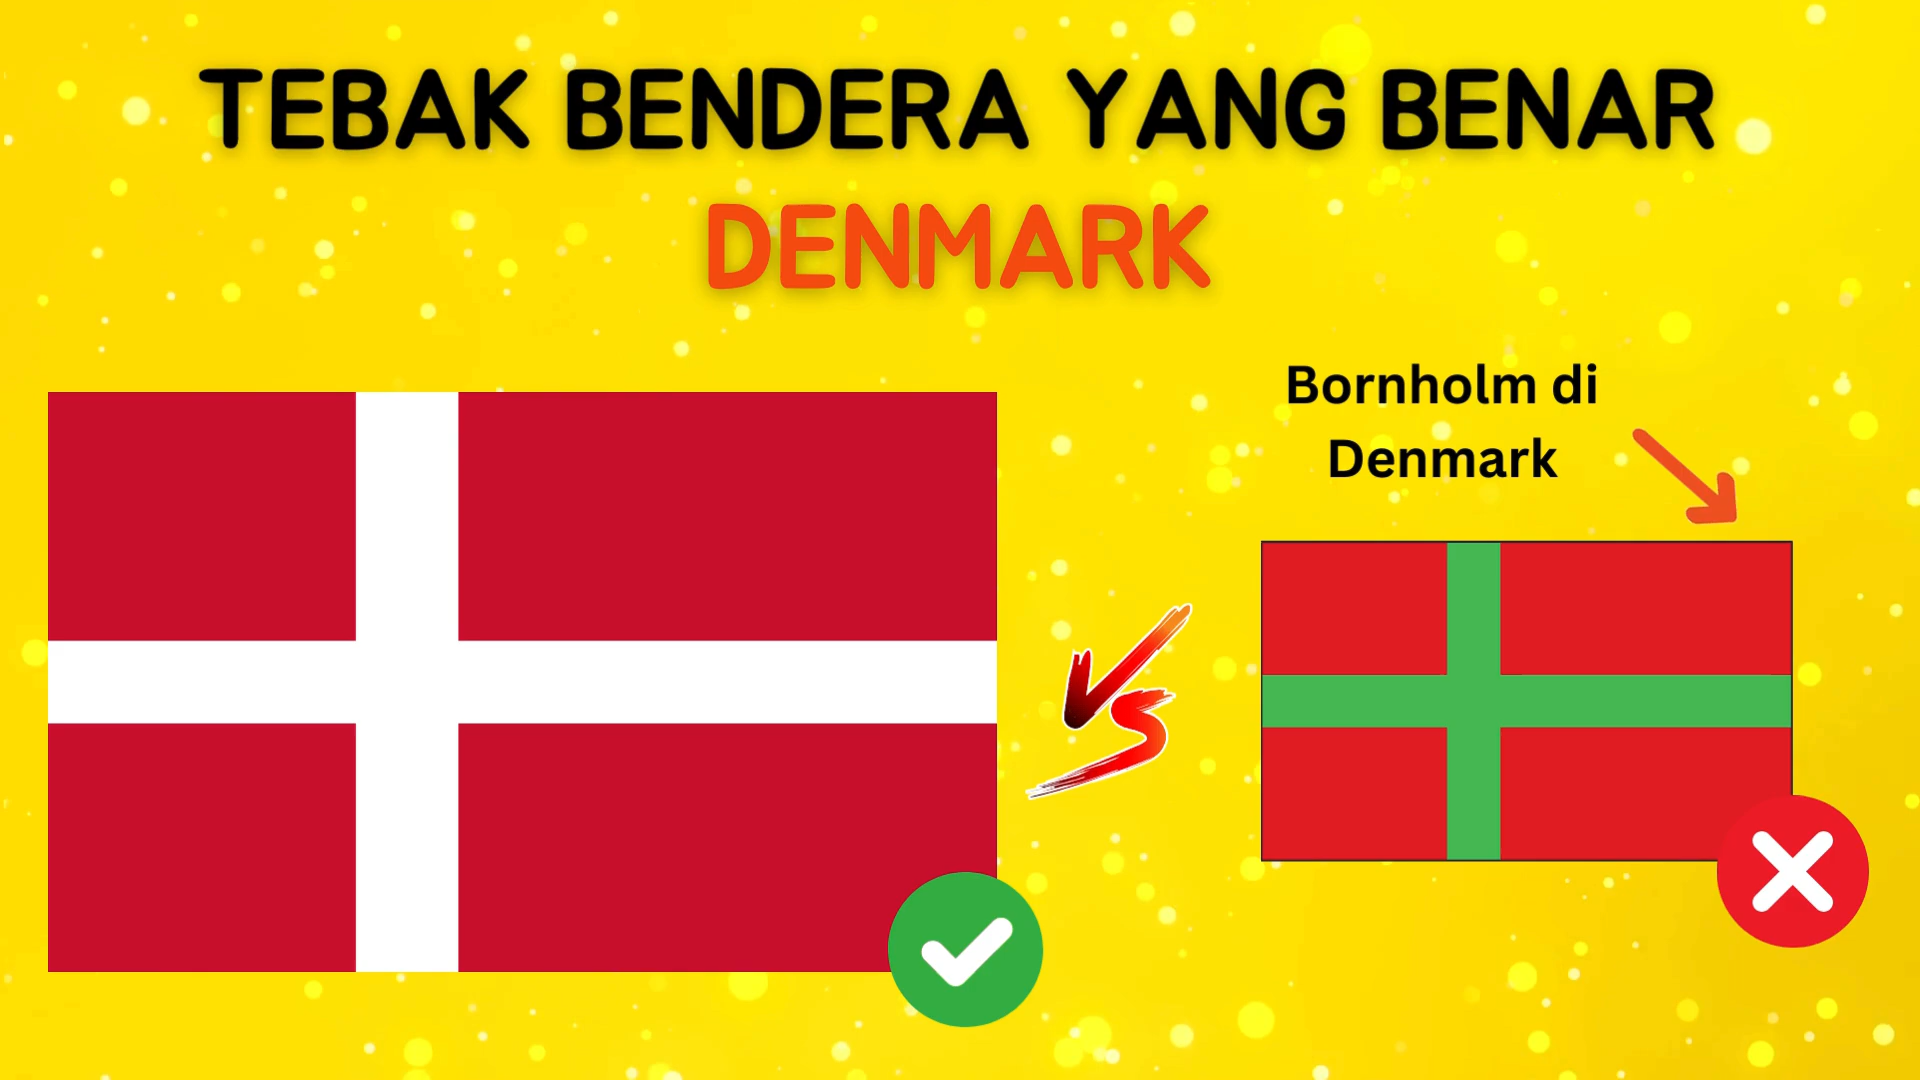 TEBAK BENDERA YANG BENAR
DENMARK
Bornholm di
Denmark
VS